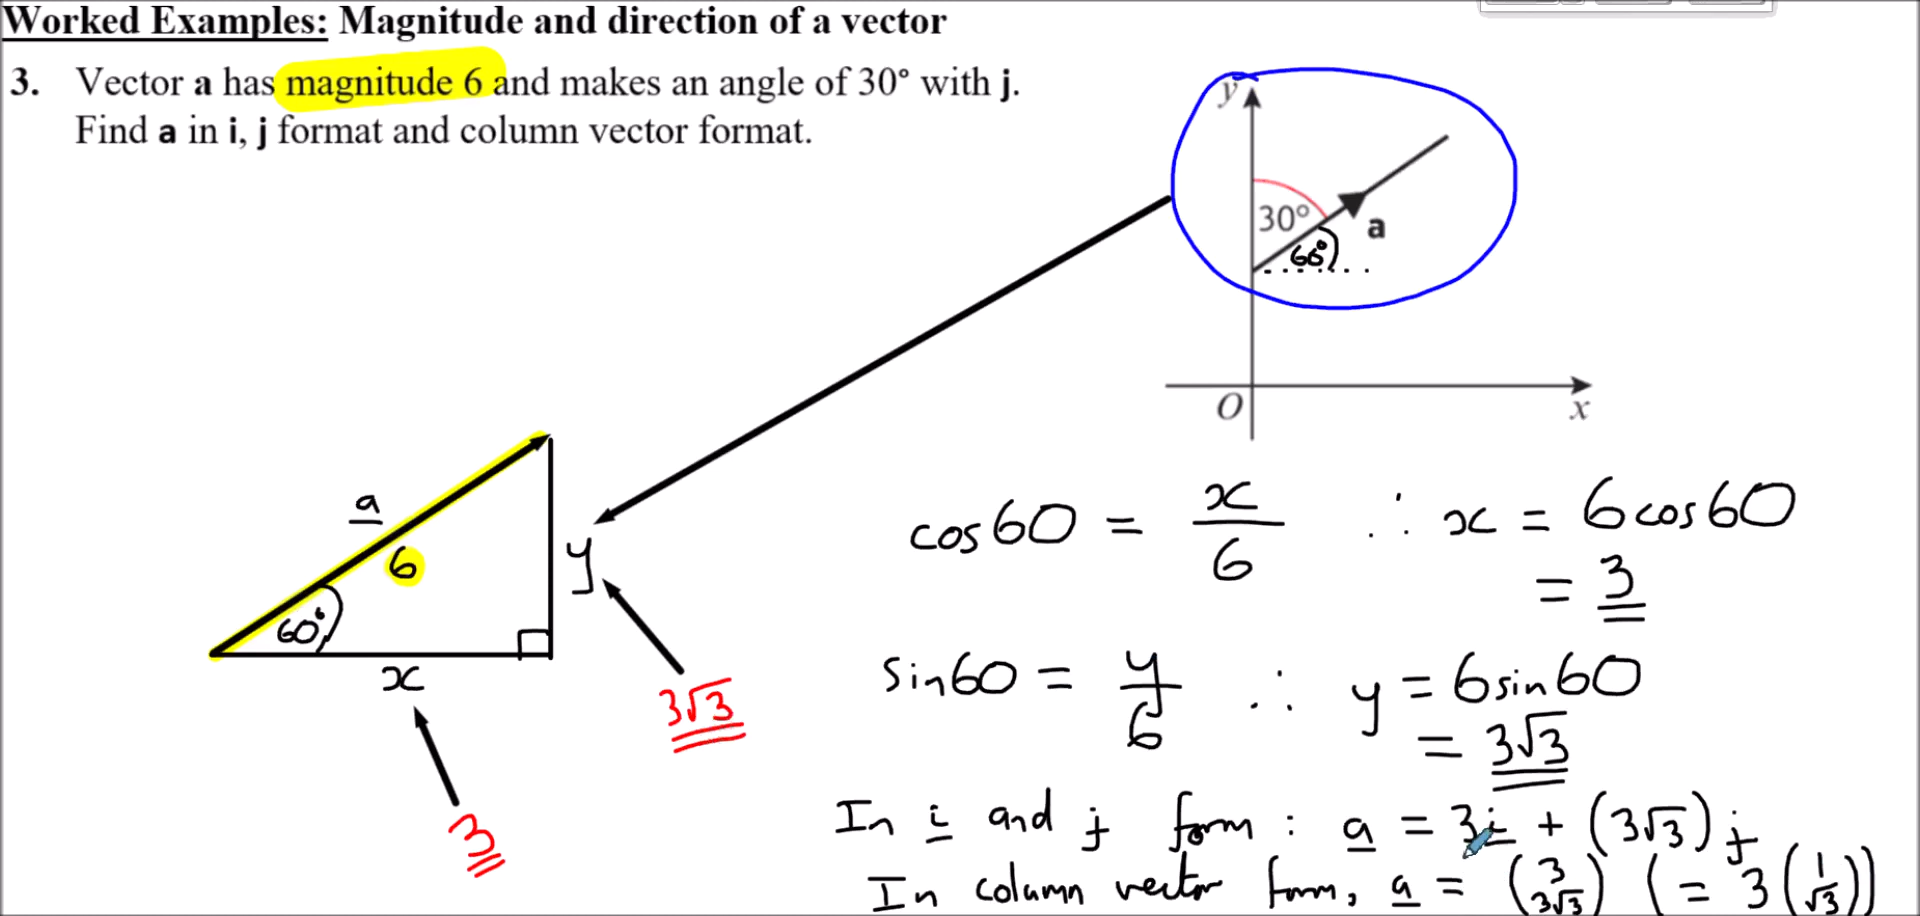 Worked Examples: Magnitude and direction of a vector
3. Vector a has magnitude 6 and makes an angle of 30° with j.
Find a in i, j format and column vector format.
y
30°
a
60°
O
x
a
6
60°
y
x
3√3
3
cos60 = x/6 ∴ x = 6cos60
= 3
sin60 = y/6 ∴ y = 6sin60
= 3√3
In i and j form : a = 3i + (3√3) j
In column vector form, a = (3 3√3) (= 3 (1 √3))